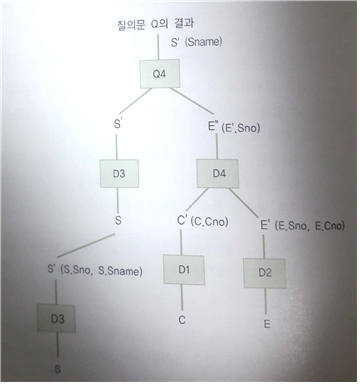 질의문 Q의 결과
S' (Sname)
Q4
S'
E" (E'.Sno)
D3
D4
S
C' (C.Cno)
E' (E.Sno, E.Cno)
S' (S.Sno, S.Sname)
D1
D2
D3
C
E
S